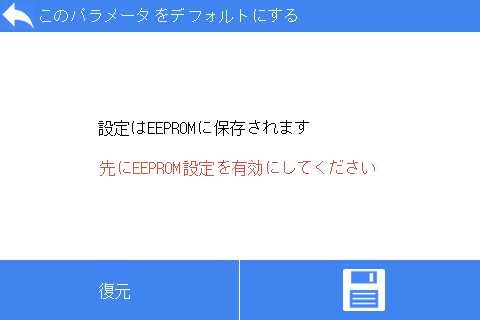 このパラメータをデフォルトにする
設定はEEPROMに保存されます
先にEEPROM設定を有効にしてください
復元